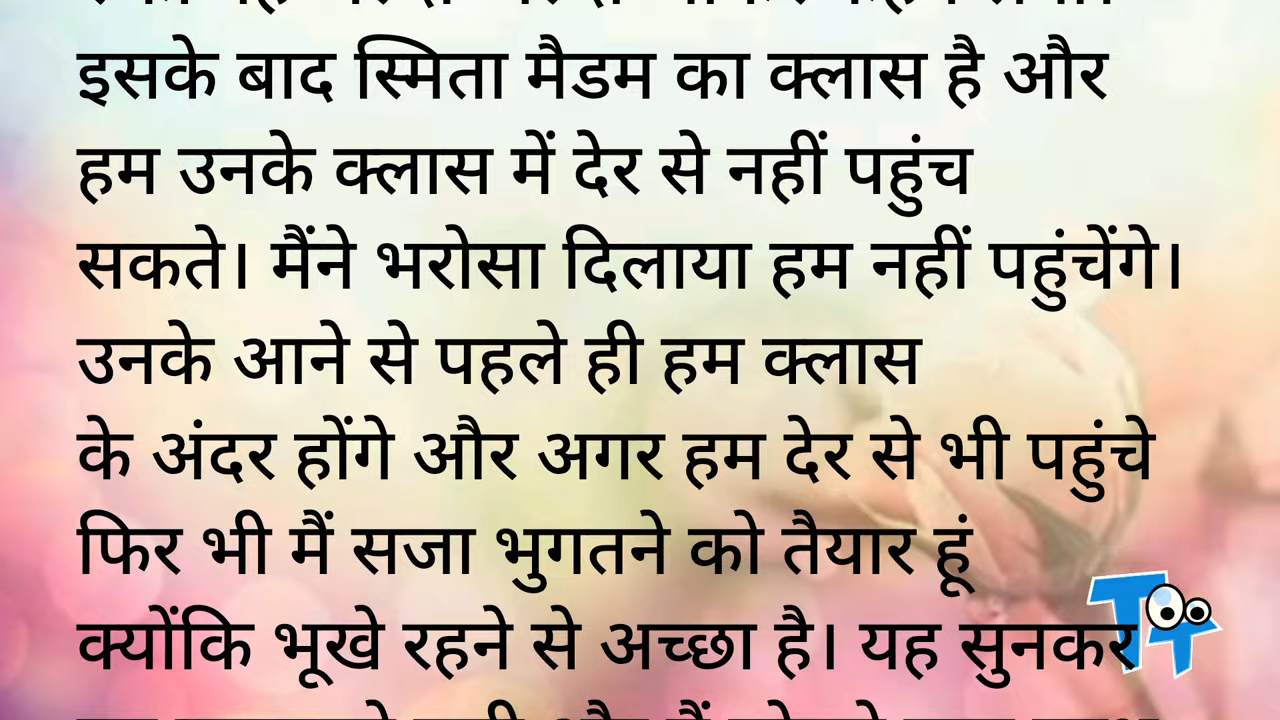 इसके बाद स्मिता मैडम का क्लास है और
हम उनके क्लास में देर से नहीं पहुंच
सकते। मैंने भरोसा दिलाया हम नहीं पहुंचेंगे।
उनके आने से पहले ही हम क्लास
के अंदर होंगे और अगर हम देर से भी पहुंचे
फिर भी मैं सजा भुगतने को तैयार हूं
क्योंकि भूखे रहने से अच्छा है। यह सुनकर